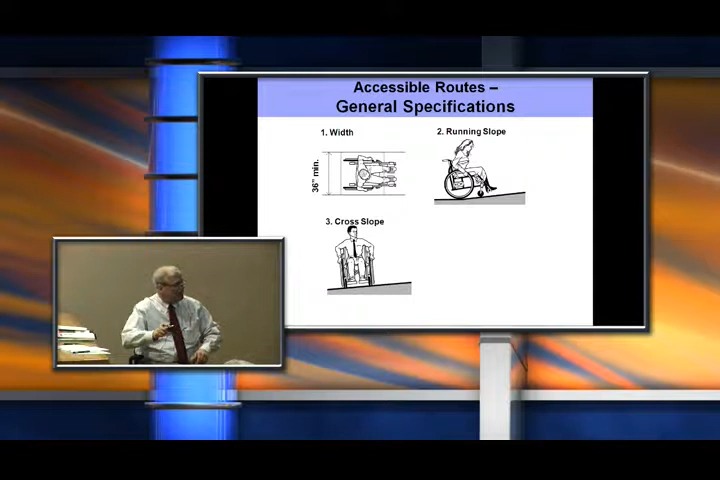 Accessible Routes –
General Specifications
1. Width
2. Running Slope
36” min.
3. Cross Slope